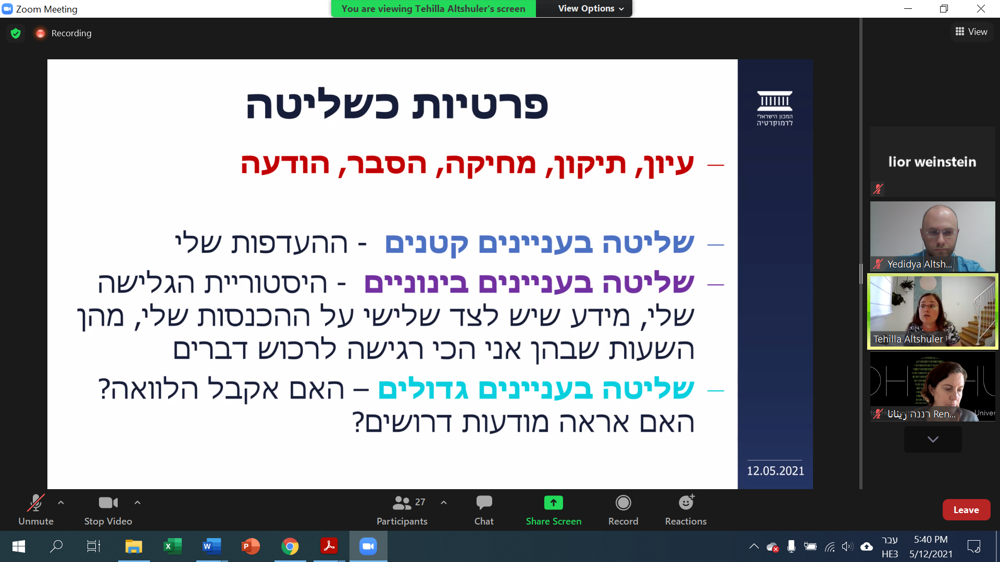 Zoom Meeting
You are viewing Tehilla Altshuler's screen
View Options
Recording
View
פרטיות כשליטה
המכון הישראלי
לדמוקרטיה
– עיון, תיקון, מחיקה, הסבר, הודעה
– שליטה בעניינים קטנים - ההעדפות שלי
– שליטה בעניינים בינוניים - היסטוריית הגלישה
שלי, מידע שיש לצד שלישי על ההכנסות שלי, מהן
השעות שבהן אני הכי רגישה לרכוש דברים
– שליטה בעניינים גדולים – האם אקבל הלוואה?
האם אראה מודעות דרושים?
12.05.2021
lior weinstein
Yedidya Altsh...
Tehilla Altshuler
רננה רינאנה Ren...
Univer
Unmute
Stop Video
Participants
27
Chat
Share Screen
Record
Reactions
Leave
עבר
HE3
5:40 PM
5/12/2021